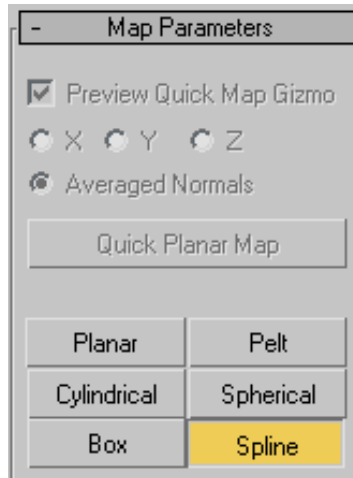 - Map Parameters
Preview Quick Map Gizmo
X Y Z
Averaged Normals
Quick Planar Map
Planar Pelt
Cylindrical Spherical
Box Spline